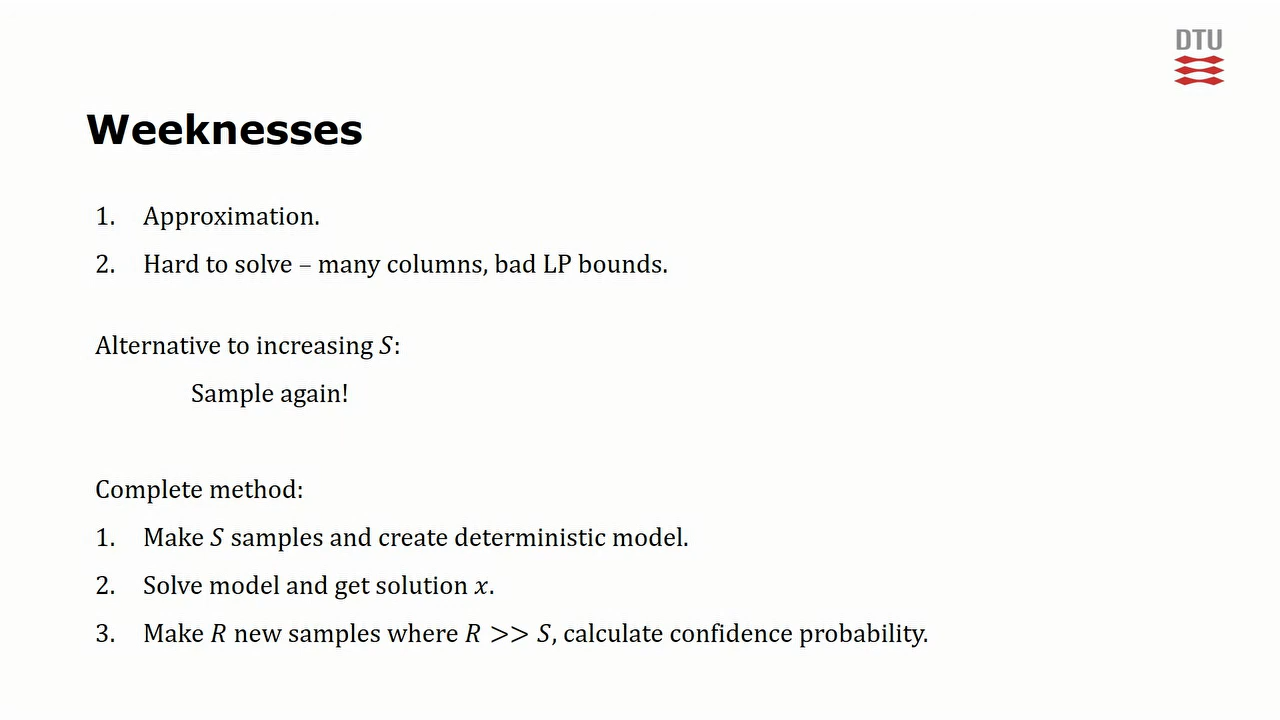 DTU
Weeknesses
1. Approximation.
2. Hard to solve – many columns, bad LP bounds.
Alternative to increasing S:
Sample again!
Complete method:
1. Make S samples and create deterministic model.
2. Solve model and get solution x.
3. Make R new samples where R >> S, calculate confidence probability.